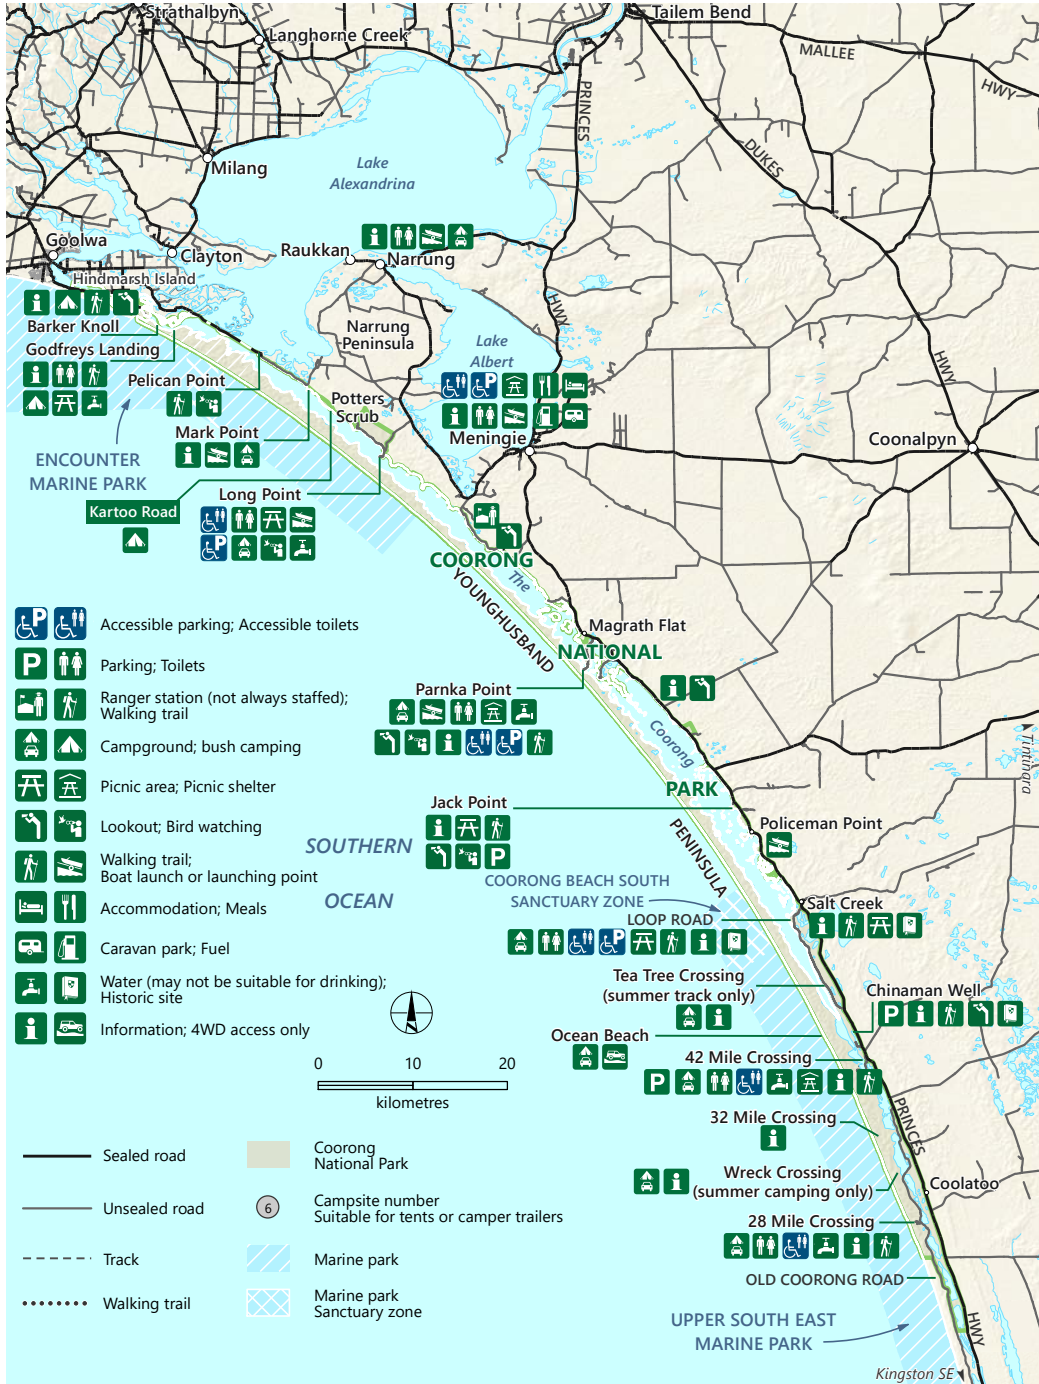 Strathalbyn
Tailem Bend
Langhorne Creek
MALLEE
HWY
PRINCES
DUKES
Milang
Lake
Alexandrina
Goolwa
Clayton
Raukkan
Narrung
Hindmarsh Island
HWY
Barker Knoll
Narrung
Peninsula
Godfreys Landing
Lake
Albert
HWY
Pelican Point
Potters
Scrub
Mark Point
Meningie
Coonalpyn
ENCOUNTER
MARINE PARK
Long Point
Kartoo Road
COORONG
The
YOUNGHUSBAND
Magrath Flat
NATIONAL
Parnka Point
Coorong
Tintinara
PARK
Jack Point
Policeman Point
PENINSULA
SOUTHERN
OCEAN
COORONG BEACH SOUTH
SANCTUARY ZONE
LOOP ROAD
Salt Creek
Tea Tree Crossing
(summer track only)
Chinaman Well
Ocean Beach
42 Mile Crossing
PRINCES
32 Mile Crossing
Wreck Crossing
(summer camping only)
Coolatoo
28 Mile Crossing
OLD COORONG ROAD
UPPER SOUTH EAST
MARINE PARK
HWY
Kingston SE
P Accessible parking; Accessible toilets
P Parking; Toilets
Ranger station (not always staffed);
Walking trail
Campground; bush camping
Picnic area; Picnic shelter
Lookout; Bird watching
Walking trail;
Boat launch or launching point
Accommodation; Meals
Caravan park; Fuel
Water (may not be suitable for drinking);
Historic site
i Information; 4WD access only
0 10 20
kilometres
Sealed road
Unsealed road
Track
Walking trail
Coorong
National Park
6 Campsite number
Suitable for tents or camper trailers
Marine park
Marine park
Sanctuary zone